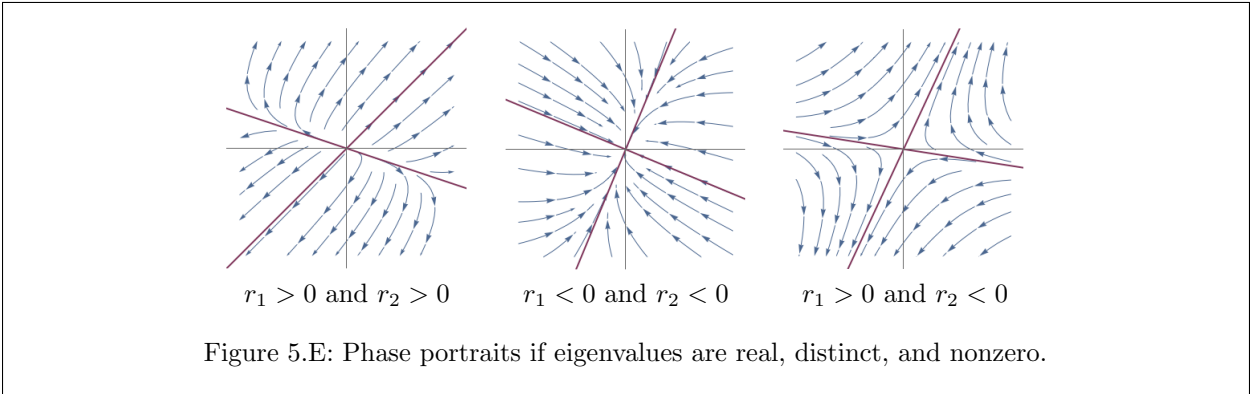 r₁ > 0 and r₂ > 0
r₁ < 0 and r₂ < 0
r₁ > 0 and r₂ < 0
Figure 5.E: Phase portraits if eigenvalues are real, distinct, and nonzero.